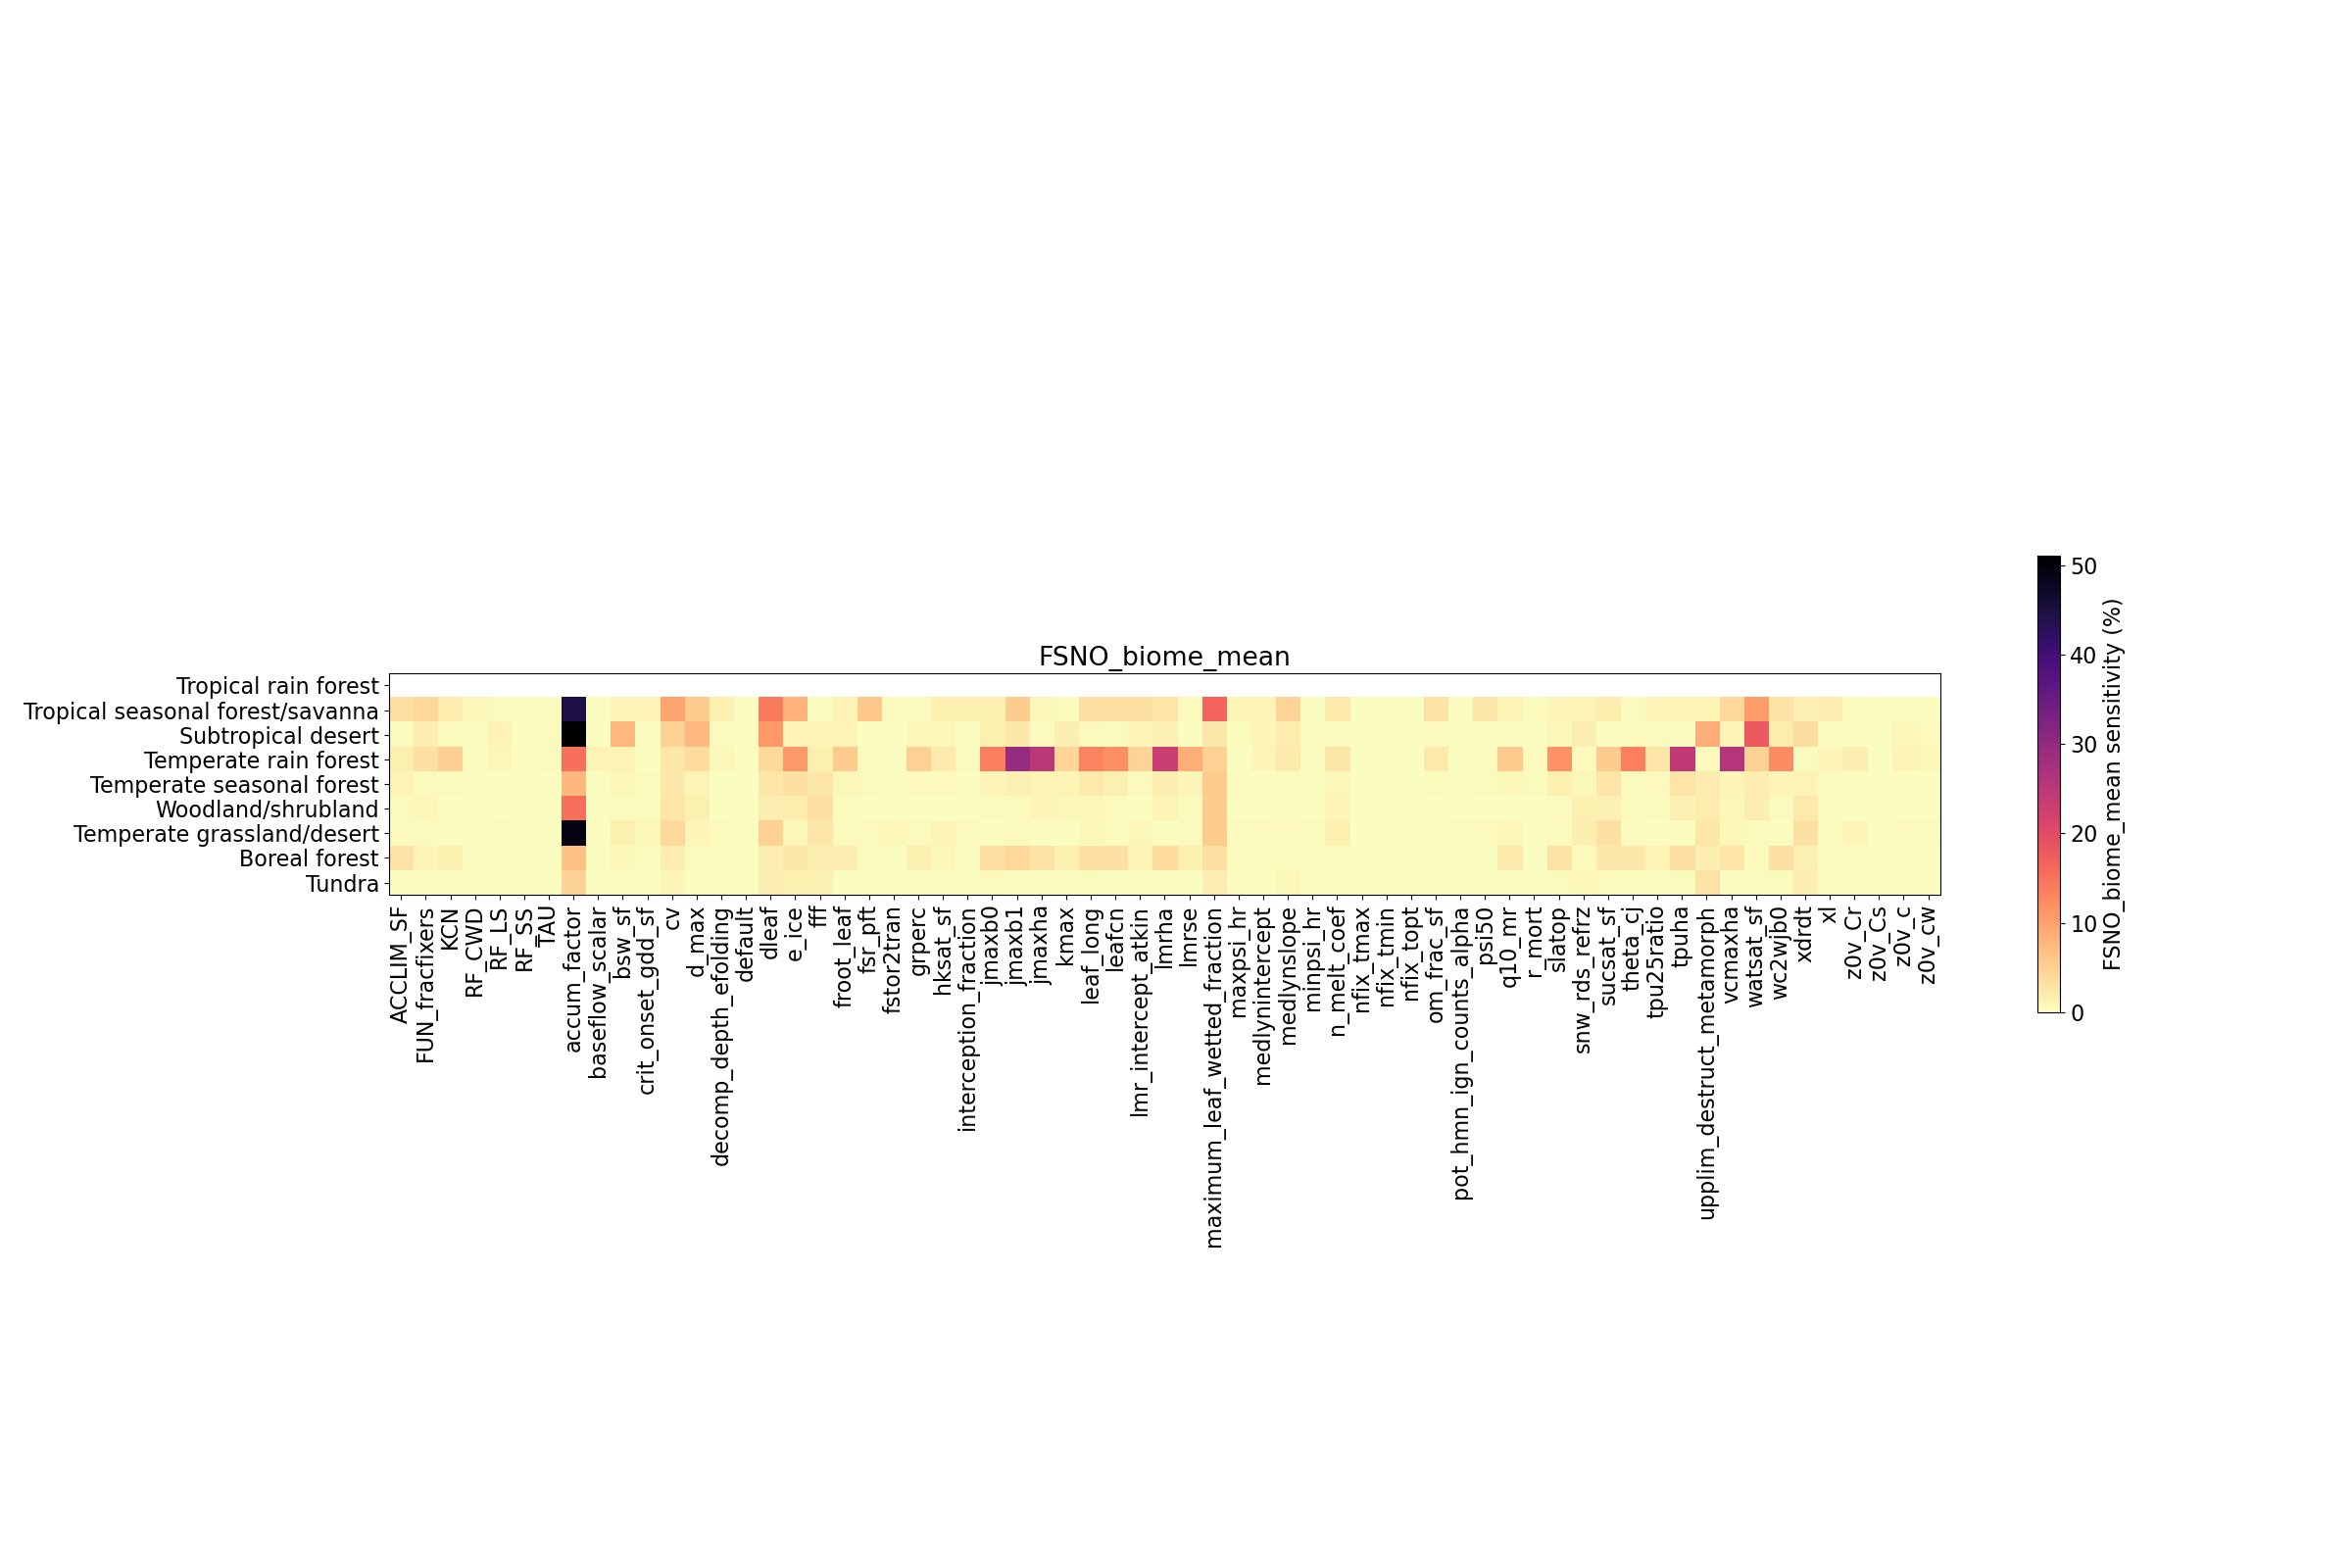 FSNO_biome_mean
Tropical rain forest
Tropical seasonal forest/savanna
Subtropical desert
Temperate rain forest
Temperate seasonal forest
Woodland/shrubland
Temperate grassland/desert
Boreal forest
Tundra
ACCLIM_SF
FUN_fracfixers
KCN
RF_CWD
RF_LS
RF_SS
TAU
accum_factor
baseflow_scalar
bsw_sf
crit_onset_gdd_sf
cv
d_max
decomp_depth_efolding
default
dleaf
e_ice
fff
froot_leaf
fsr_pft
fstor2tran
grperc
hksat_sf
interception_fraction
jmaxb0
jmaxb1
jmaxha
kmax
leaf_long
leafcn
lmr_intercept_atkin
lmrha
lmrse
maximum_leaf_wetted_fraction
maxpsi_hr
medlynintercept
medlynslope
minpsi_hr
n_melt_coef
nfix_tmax
nfix_tmin
nfix_topt
om_frac_sf
pot_hmn_ign_counts_alpha
psi50
q10_mr
r_mort
slatop
snw_rds_refrz
sucsat_sf
theta_cj
tpu25ratio
tpuha
upplim_destruct_metamorph
vcmaxha
watsat_sf
wc2wjb0
xdrdt
xl
z0v_Cr
z0v_Cs
z0v_c
z0v_cw
50
40
30
20
10
0
FSNO_biome_mean sensitivity (%)